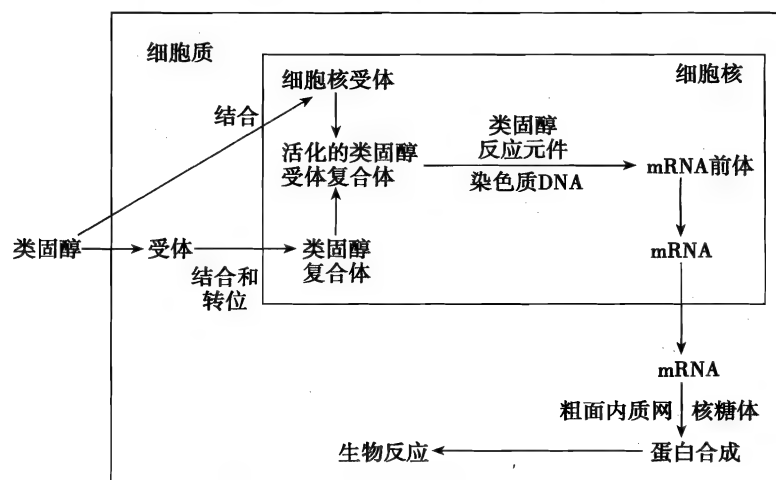 细胞质
细胞核受体
细胞核
结合
类固醇
反应元件
活化的类固醇
受体复合体
染色质DNA
mRNA前体
类固醇
受体
结合和
转位
类固醇
复合体
mRNA
mRNA
粗面内质网
核糖体
生物反应
蛋白合成